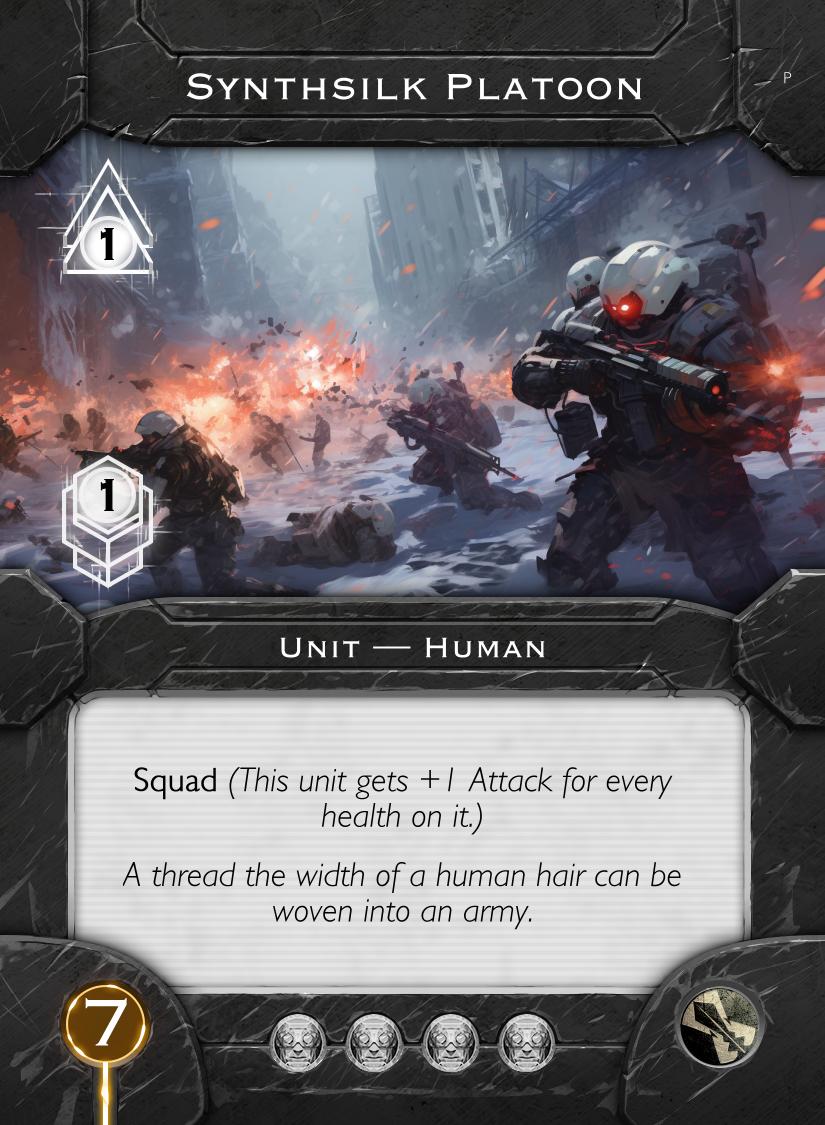 SYNTHSILK PLATOON
P
1
1
UNIT — HUMAN
Squad (This unit gets +1 Attack for every
health on it.)
A thread the width of a human hair can be
woven into an army.
7